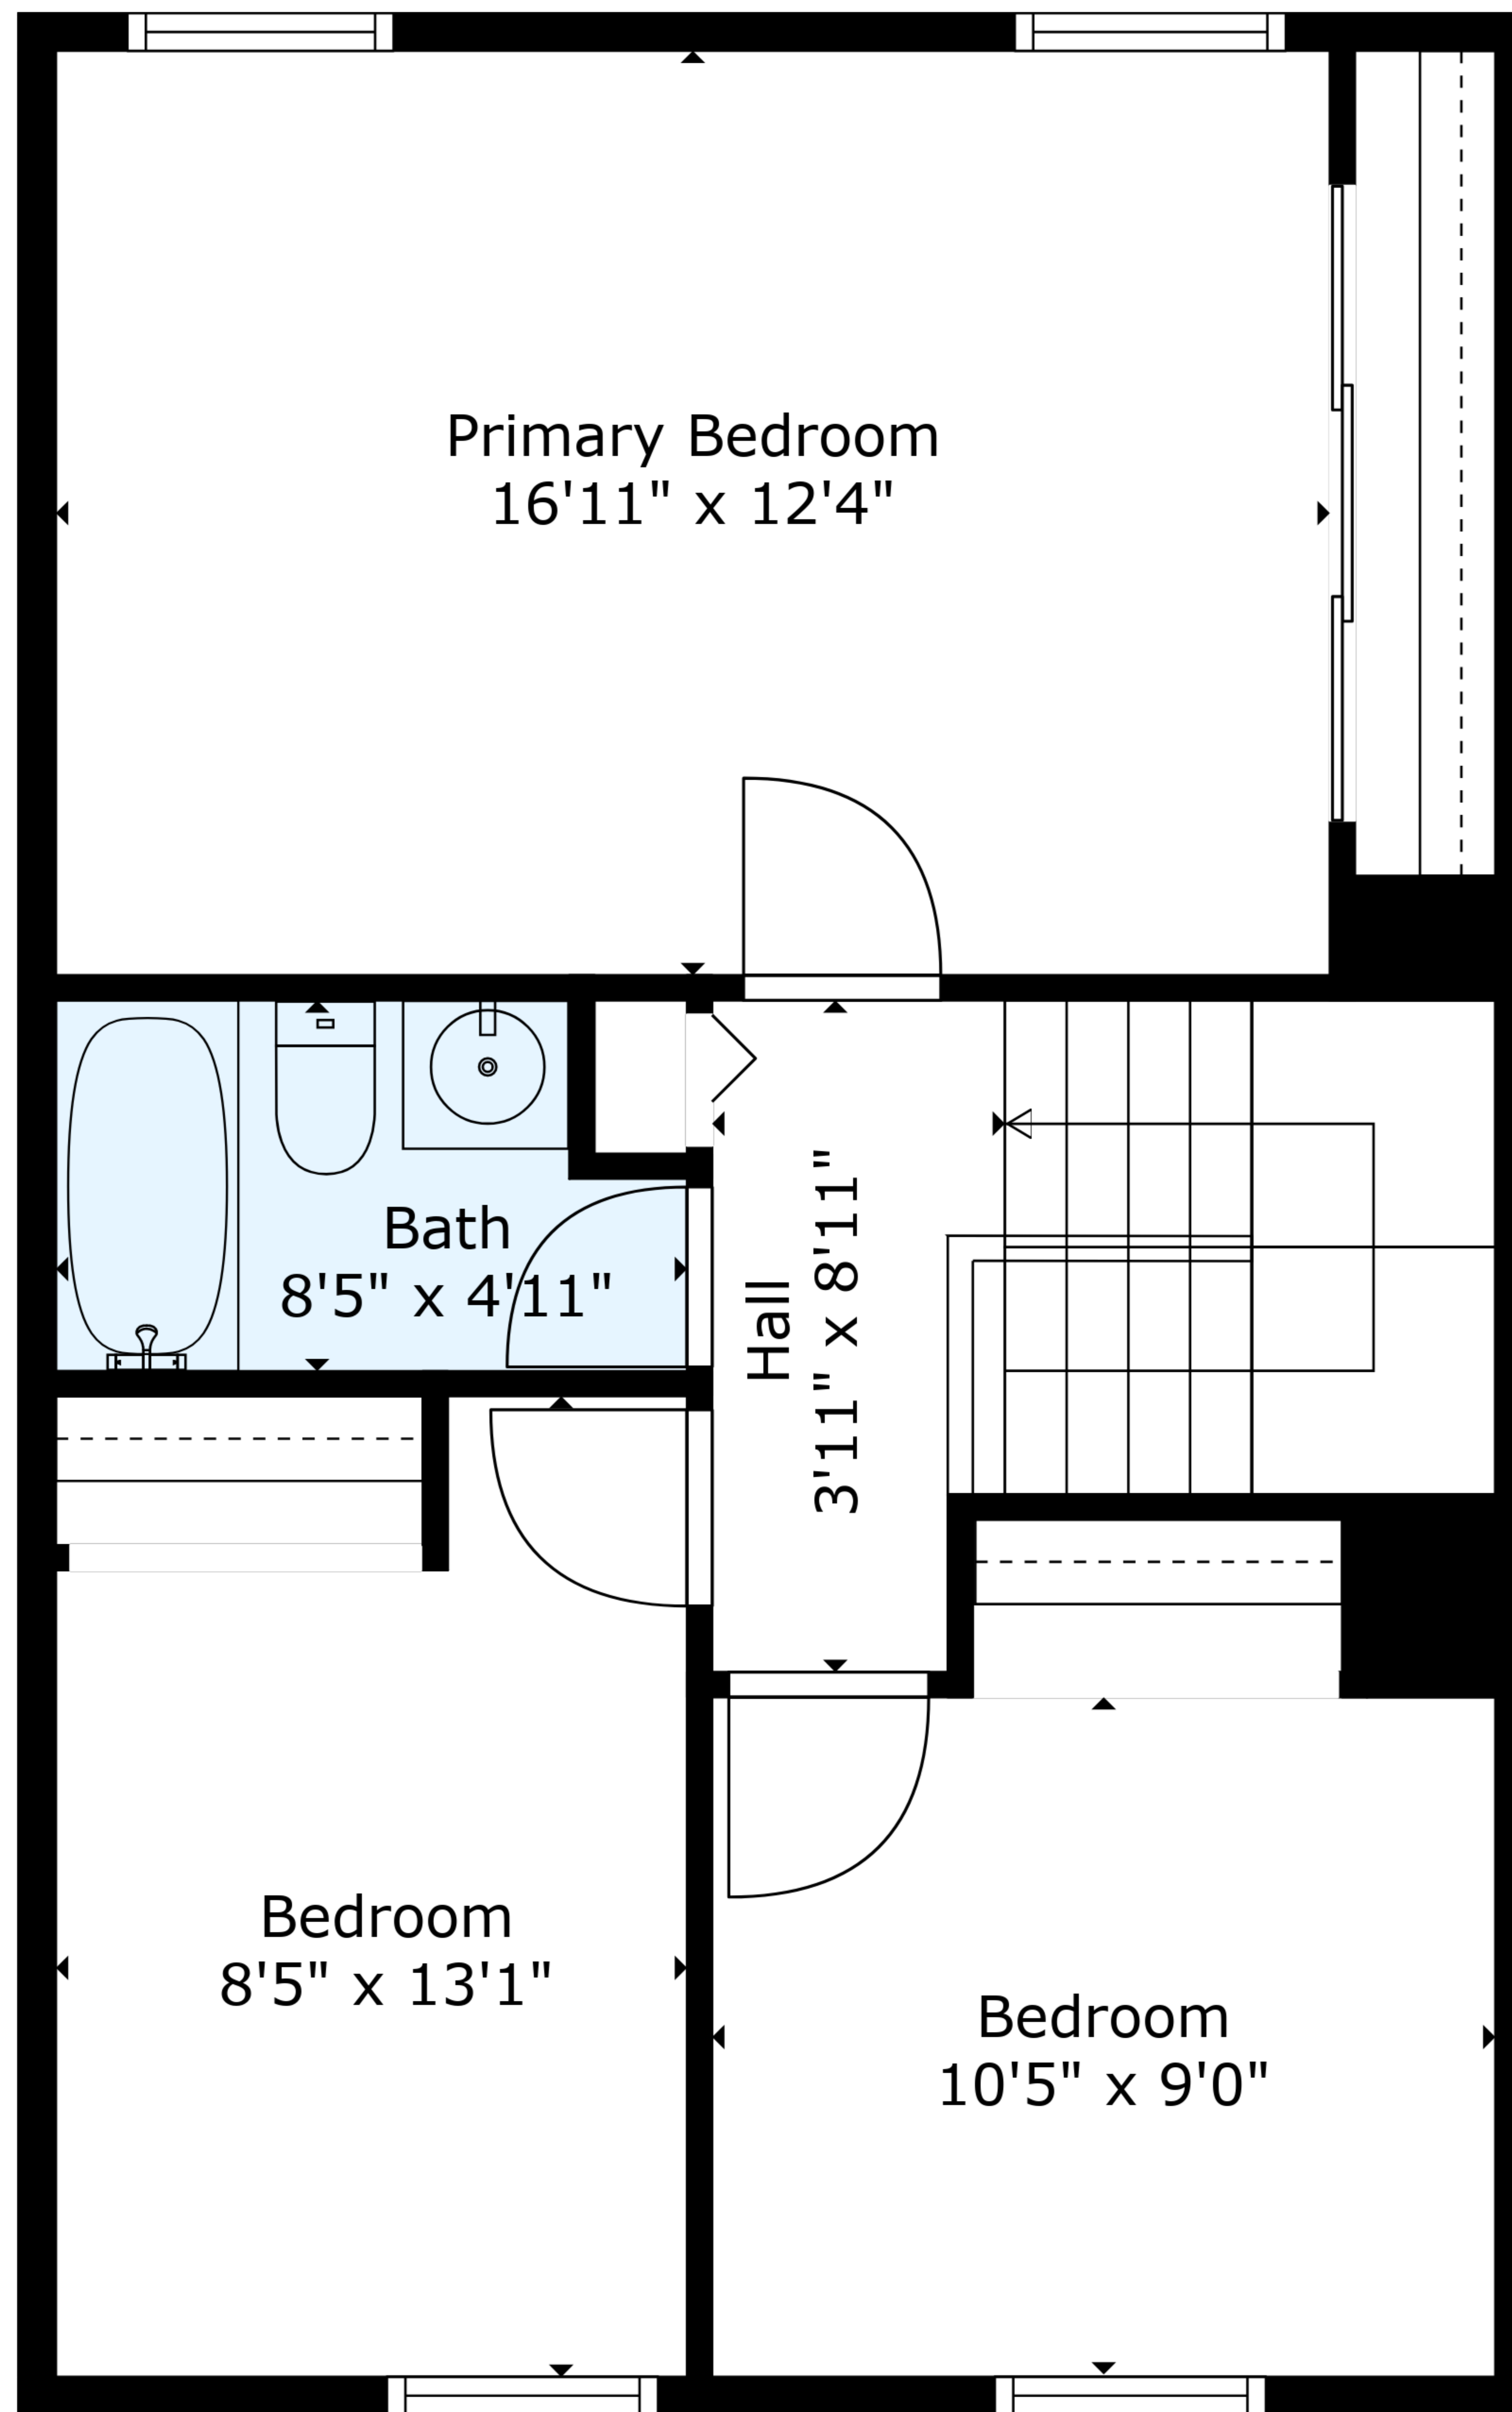 Primary Bedroom
16'11" x 12'4"
Bath
8'5" x 4'11"
Hall
3'11" x 8'11"
Bedroom
8'5" x 13'1"
Bedroom
10'5" x 9'0"